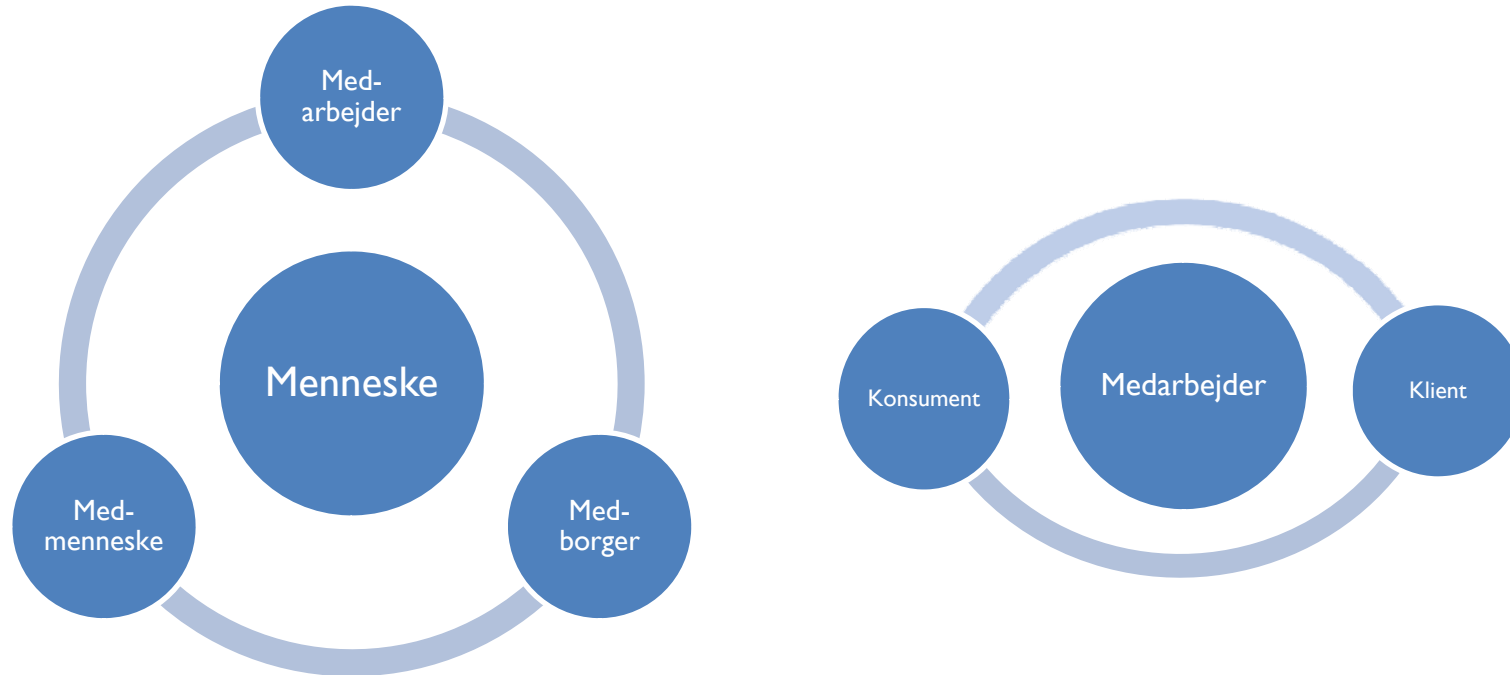 Med-
arbejder
Menneske
Med-
menneske
Med-
borger
Konsument
Medarbejder
Klient